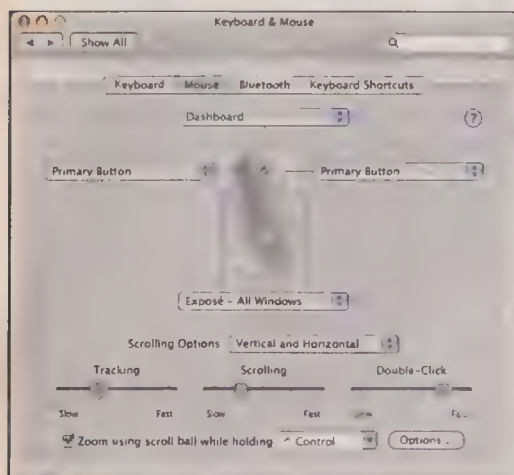 Keyboard & Mouse
Show All
Keyboard Mouse Bluetooth Keyboard Shortcuts
Dashboard
?
Primary Button Primary Button
Exposé – All Windows
Scrolling Options Vertical and Horizontal
Tracking Scrolling Double-Click
Slow Fast Slow Fast
Zoom using scroll ball while holding ^ Control Options...